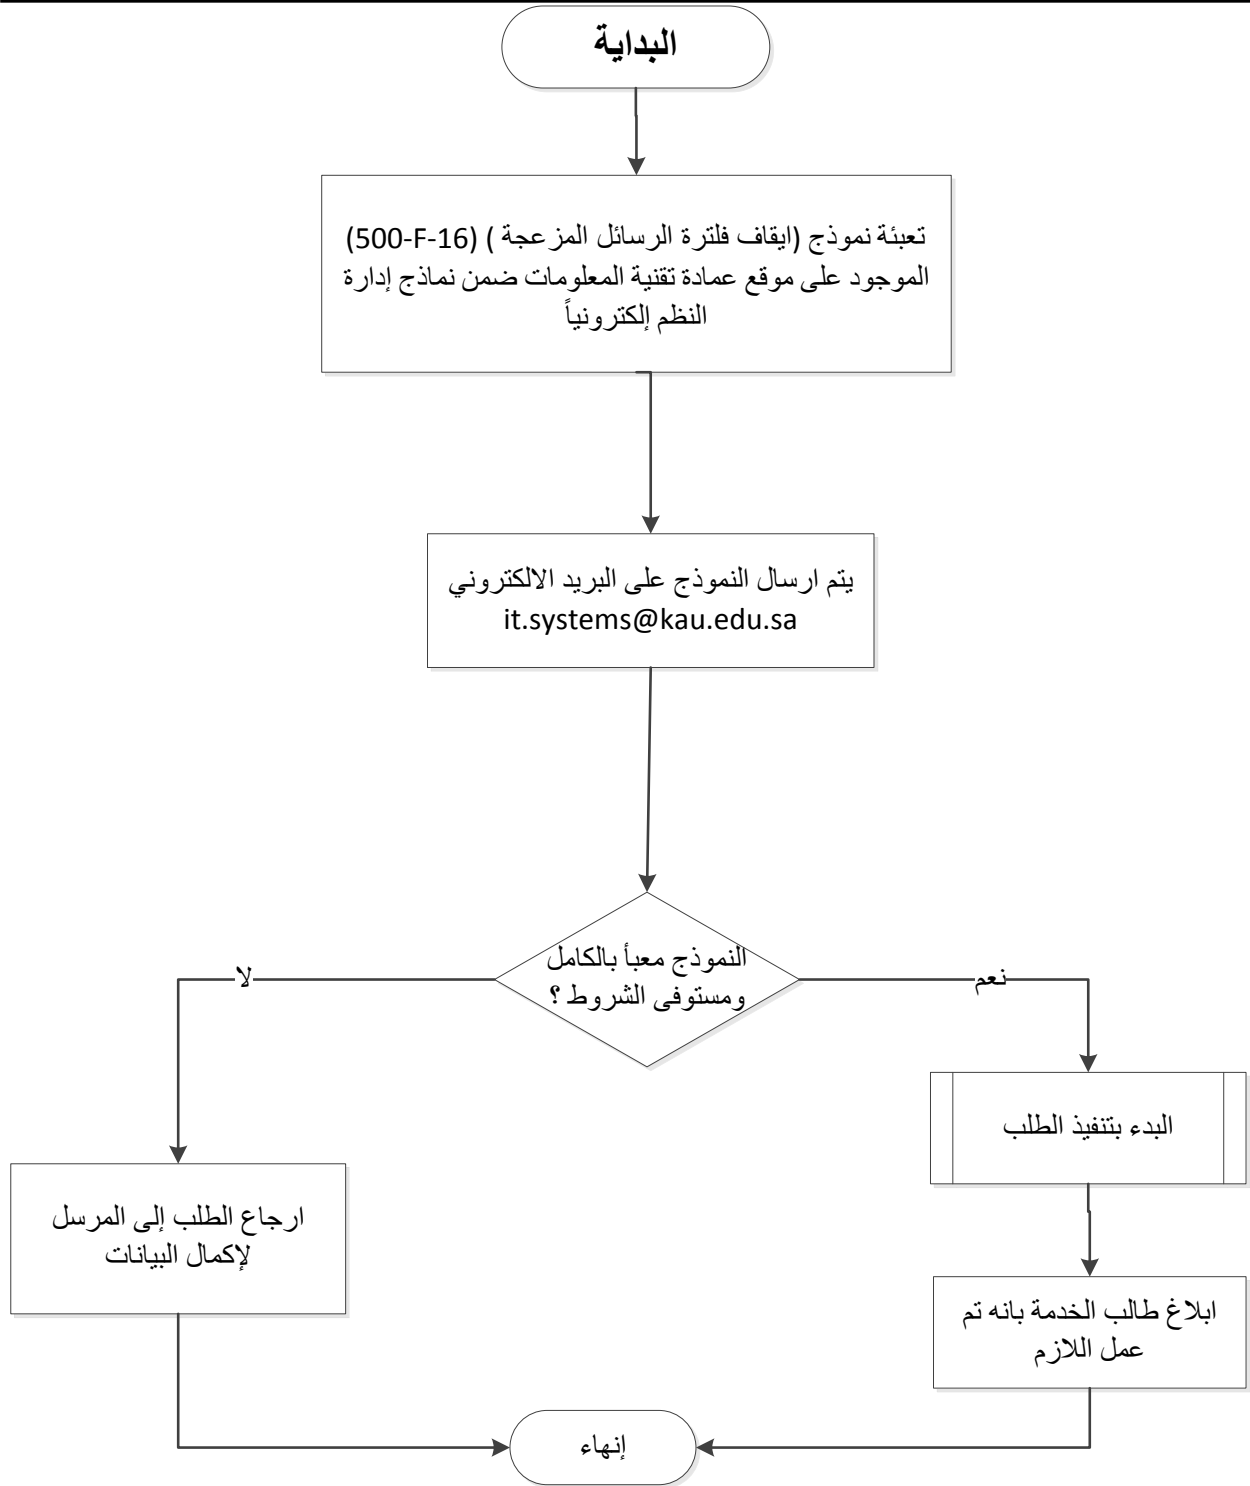 البداية
تعبئة نموذج (ايقاف فلترة الرسائل المزعجة ) (500-F-16)
الموجود على موقع عمادة تقنية المعلومات ضمن نماذج إدارة
النظم إلكترونياً
يتم ارسال النموذج على البريد الالكتروني
it.systems@kau.edu.sa
النموذج معبأ بالكامل
ومستوفى الشروط ؟
نعم
لا
البدء بتنفيذ الطلب
ارجاع الطلب إلى المرسل
لإكمال البيانات
ابلاغ طالب الخدمة بانه تم
عمل اللازم
إنهاء